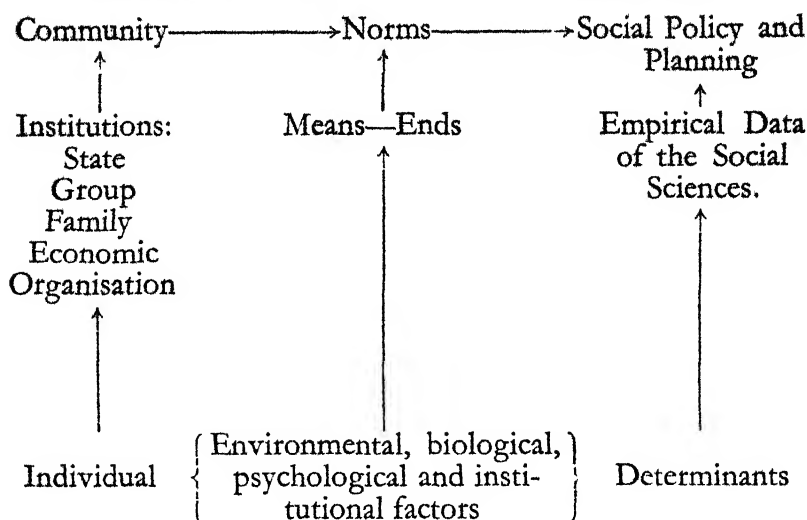 Community Norms Social Policy and
Planning
Institutions: Means—Ends Empirical Data
State of the Social
Group Sciences.
Family
Economic
Organisation
Individual Environmental, biological, Determinants
psychological and insti-
tutional factors